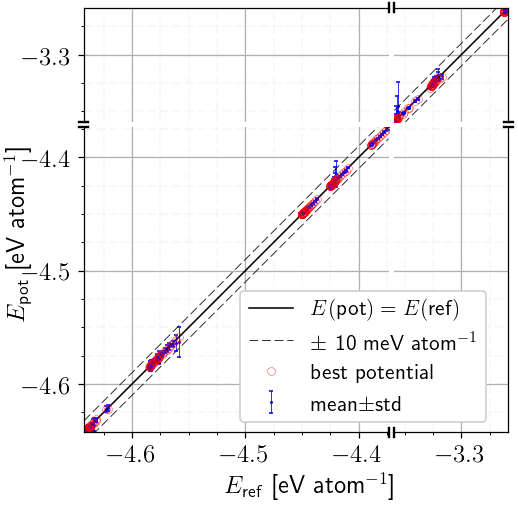 −3.3
−4.4
−4.5
−4.6
E_pot [eV atom⁻¹]
E(pot) = E(ref)
± 10 meV atom⁻¹
best potential
mean±std
−4.6
−4.5
−4.4
−3.3
E_ref [eV atom⁻¹]